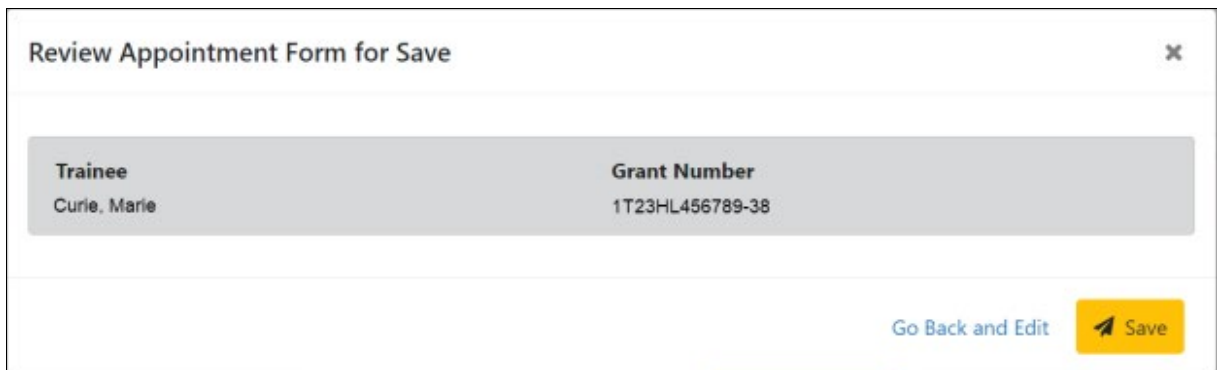 Review Appointment Form for Save
Trainee
Grant Number
Curie, Marie
1T23HL456789-38
Go Back and Edit
Save